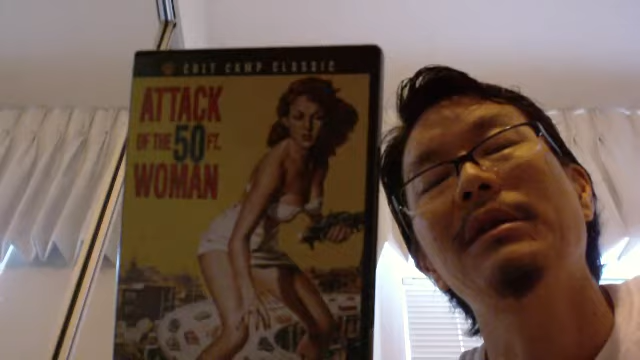 CULT CAMP CLASSIC
ATTACK
OF THE 50 FT.
WOMAN